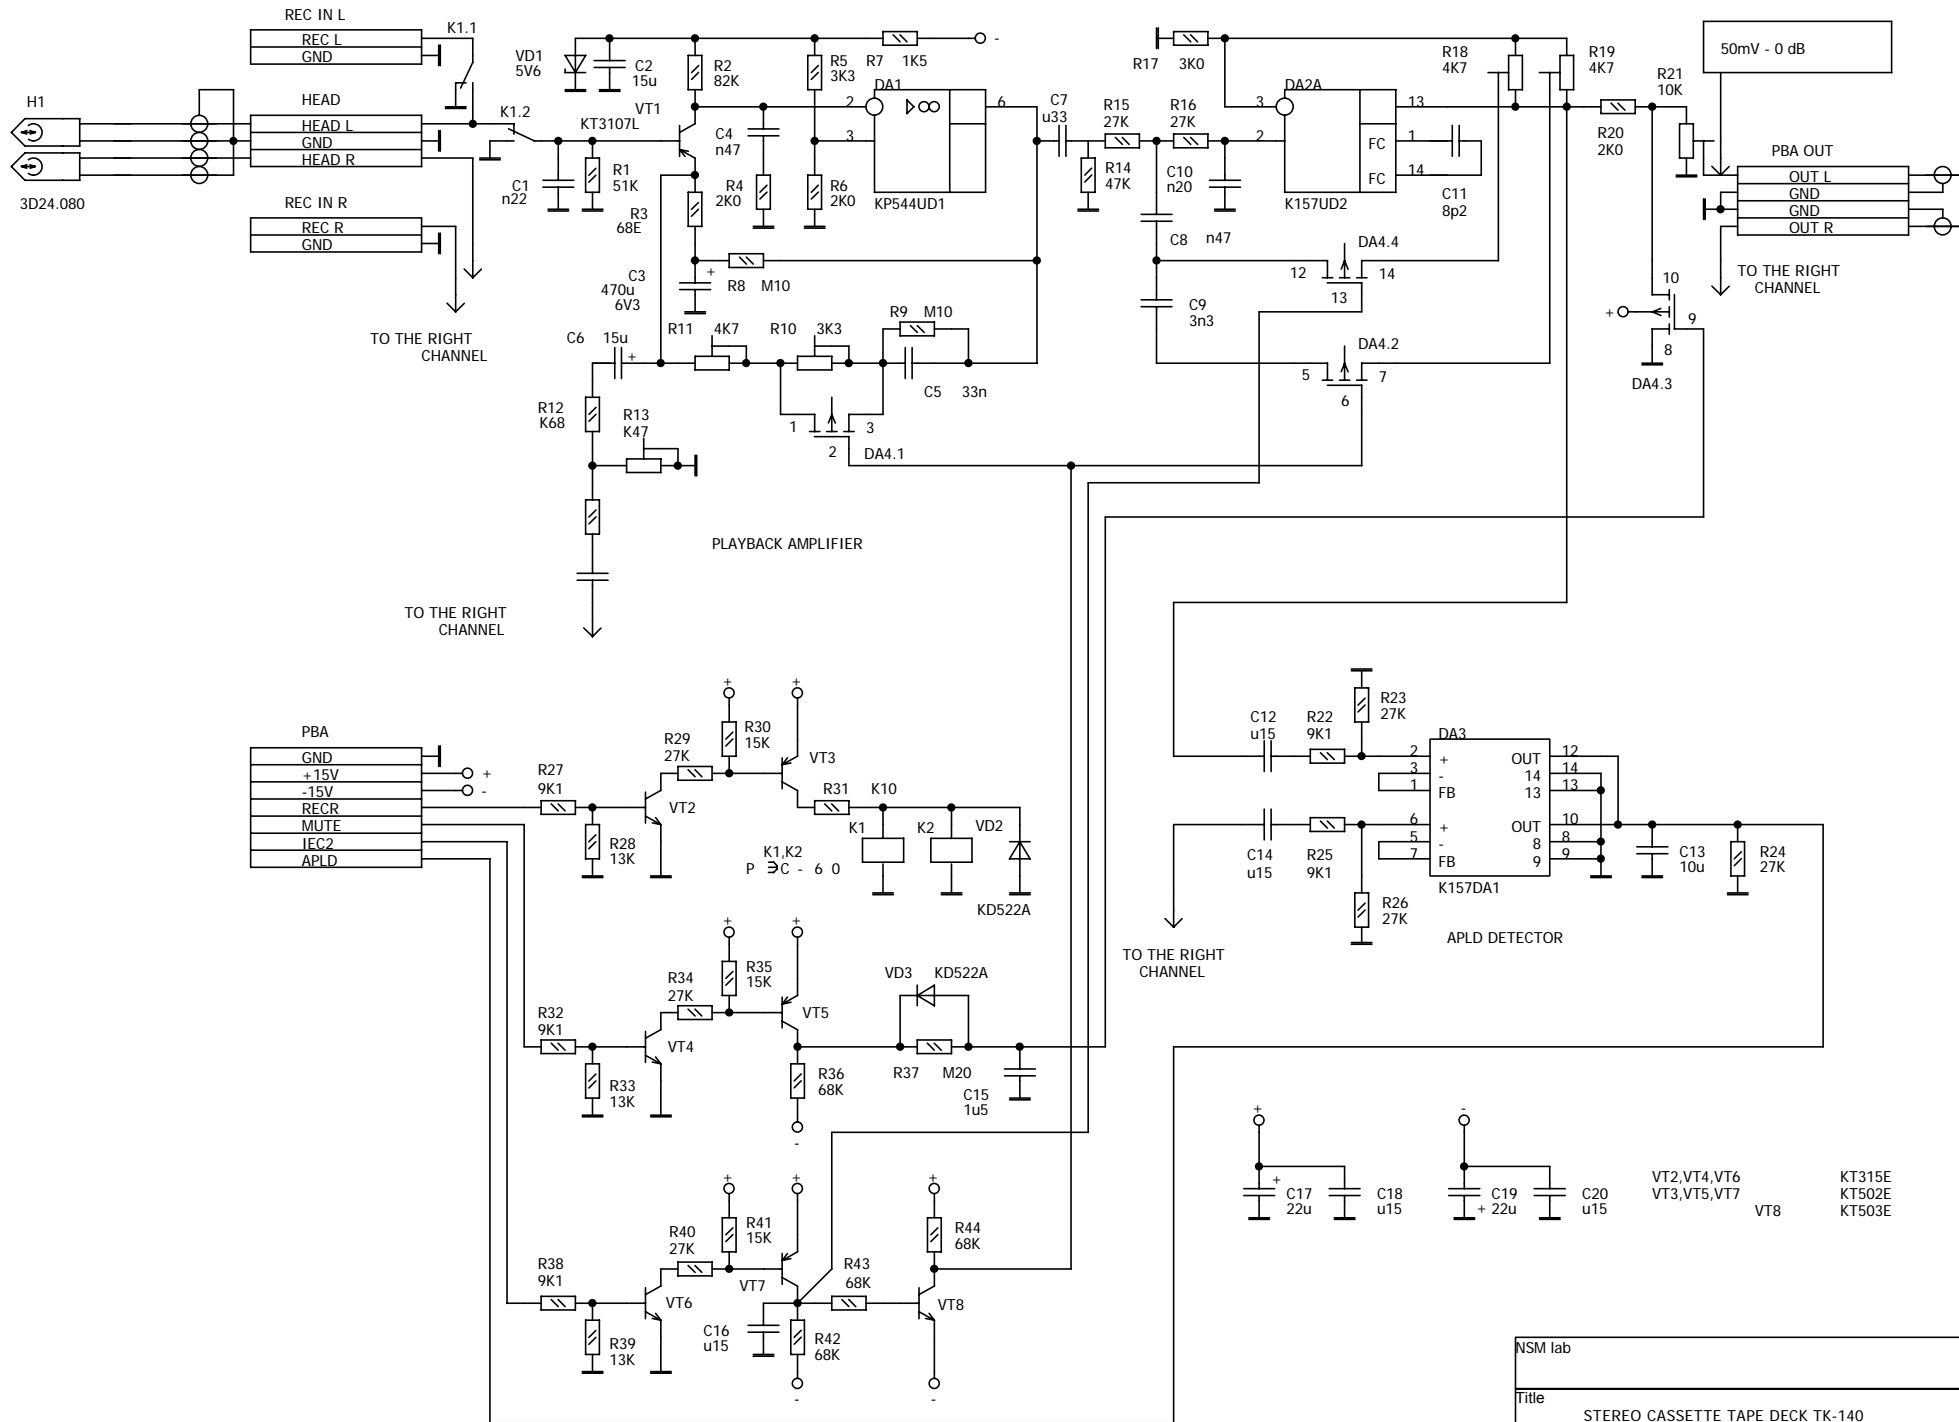 REC IN L
REC L
GND
K1.1
H1
3D24.080
HEAD
HEAD L
GND
HEAD R
K1.2
REC IN R
REC R
GND
TO THE RIGHT
CHANNEL
VD1
5V6
C2
15u
R2
82K
R5
3K3
R7 1K5
-
VT1
KT3107L
C1
n22
R1
51K
C4
n47
R4
2K0
R6
2K0
DA1
2
3
6
KP544UD1
R3
68E
C3
470u
6V3
+
R8 M10
R9 M10
C6 15u
+
R11 4K7
R10 3K3
C5 33n
1
2
3
DA4.1
R12
K68
R13
K47
PLAYBACK AMPLIFIER
TO THE RIGHT
CHANNEL
C7
u33
R15
27K
R16
27K
R14
47K
C10
n20
C8 n47
C9
3n3
R17 3K0
DA2A
3
2
13
1
14
FC
FC
K157UD2
C11
8p2
R18
4K7
R19
4K7
R20
2K0
R21
10K
50mV - 0 dB
PBA OUT
OUT L
GND
GND
OUT R
TO THE RIGHT
CHANNEL
DA4.4
12
14
13
DA4.2
5
7
6
+
10
9
8
DA4.3
PBA
GND
+15V
-15V
RECR
MUTE
IEC2
APLD
+
-
R27
9K1
R28
13K
VT2
R29
27K
+
R30
15K
+
VT3
R31 K10
K1
K2
VD2
K1,K2
P Э C - 6 0
KD522A
R32
9K1
R33
13K
VT4
R34
27K
+
R35
15K
+
VT5
R36
68K
-
VD3 KD522A
R37 M20
C15
1u5
R38
9K1
R39
13K
VT6
R40
27K
+
R41
15K
+
VT7
C16
u15
R42
68K
-
R43
68K
+
R44
68K
VT8
-
C12
u15
R22
9K1
R23
27K
C14
u15
R25
9K1
R26
27K
DA3
2 + OUT 12
3 - 14 14
1 FB 13 13
6 + OUT 10
5 - 8 8
7 FB 9 9
K157DA1
C13
10u
R24
27K
APLD DETECTOR
TO THE RIGHT
CHANNEL
+
+
C17
22u
C18
u15
-
C19
+ 22u
C20
u15
VT2,VT4,VT6 KT315E
VT3,VT5,VT7 KT502E
VT8 KT503E
NSM lab
Title
STEREO CASSETTE TAPE DECK TK-140